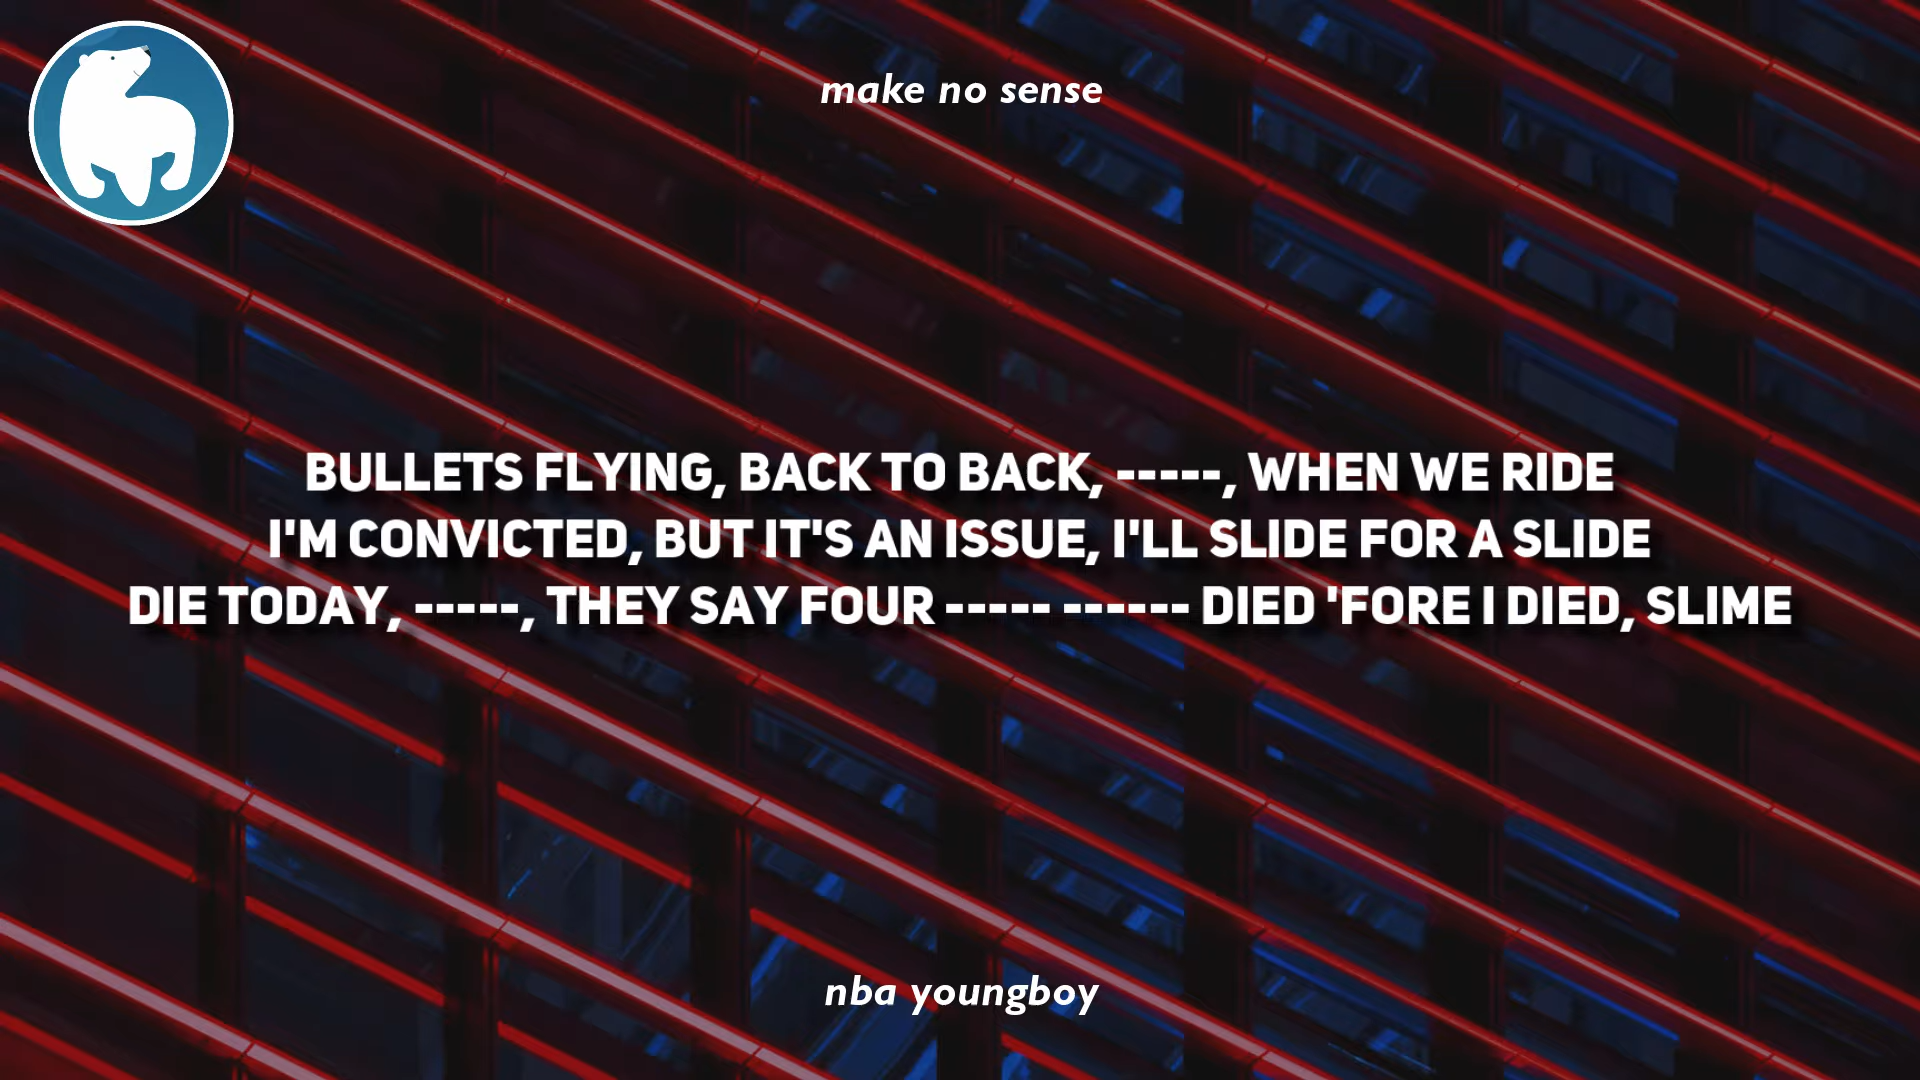 make no sense
BULLETS FLYING, BACK TO BACK, -----, WHEN WE RIDE
I'M CONVICTED, BUT IT'S AN ISSUE, I'LL SLIDE FOR A SLIDE
DIE TODAY, -----, THEY SAY FOUR ----- ------ DIED 'FORE I DIED, SLIME
nba youngboy